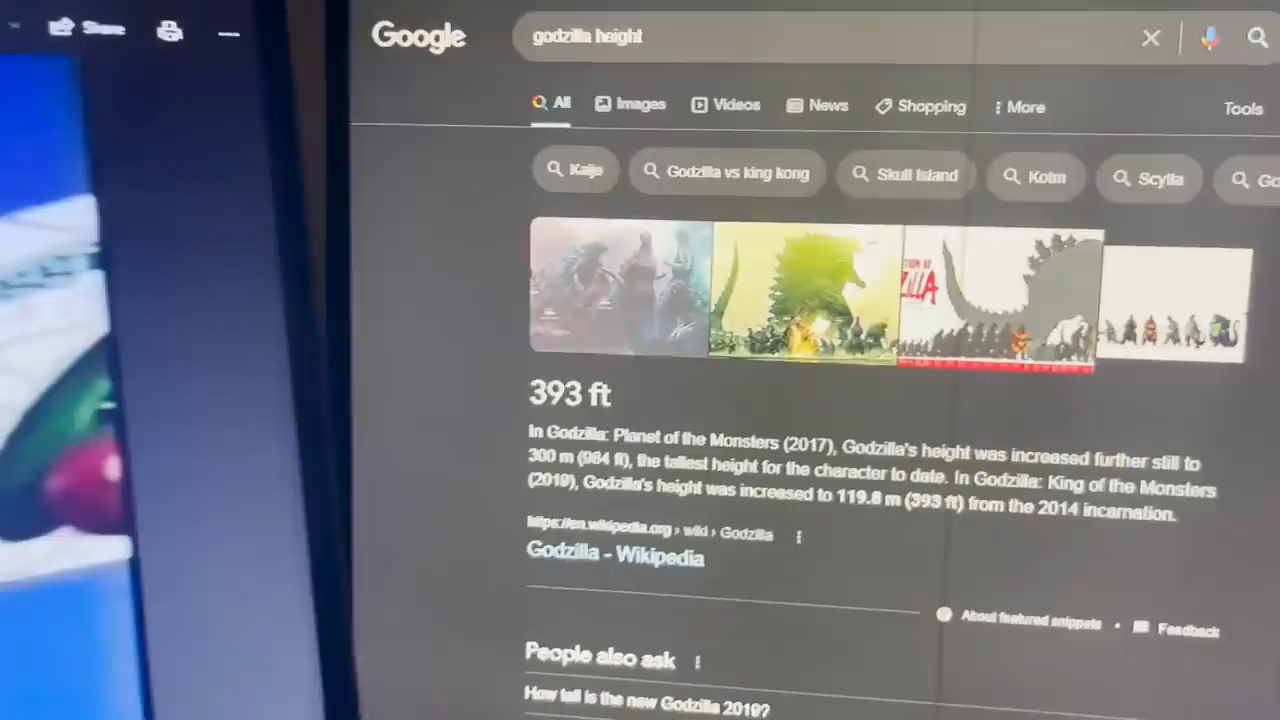 Share
Google
godzilla height
All
Images
Videos
News
Shopping
More
Tools
Kaiju
Godzilla vs king kong
Skull Island
Kotm
Scylla
Go
393 ft
In Godzilla: Planet of the Monsters (2017), Godzilla's height was increased further still to
300 m (984 ft), the tallest height for the character to date. In Godzilla: King of the Monsters
(2019), Godzilla's height was increased to 119.8 m (393 ft) from the 2014 incarnation.
https://en.wikipedia.org › wiki › Godzilla
Godzilla - Wikipedia
About featured snippets
Feedback
People also ask
How tall is the new Godzilla 2019?